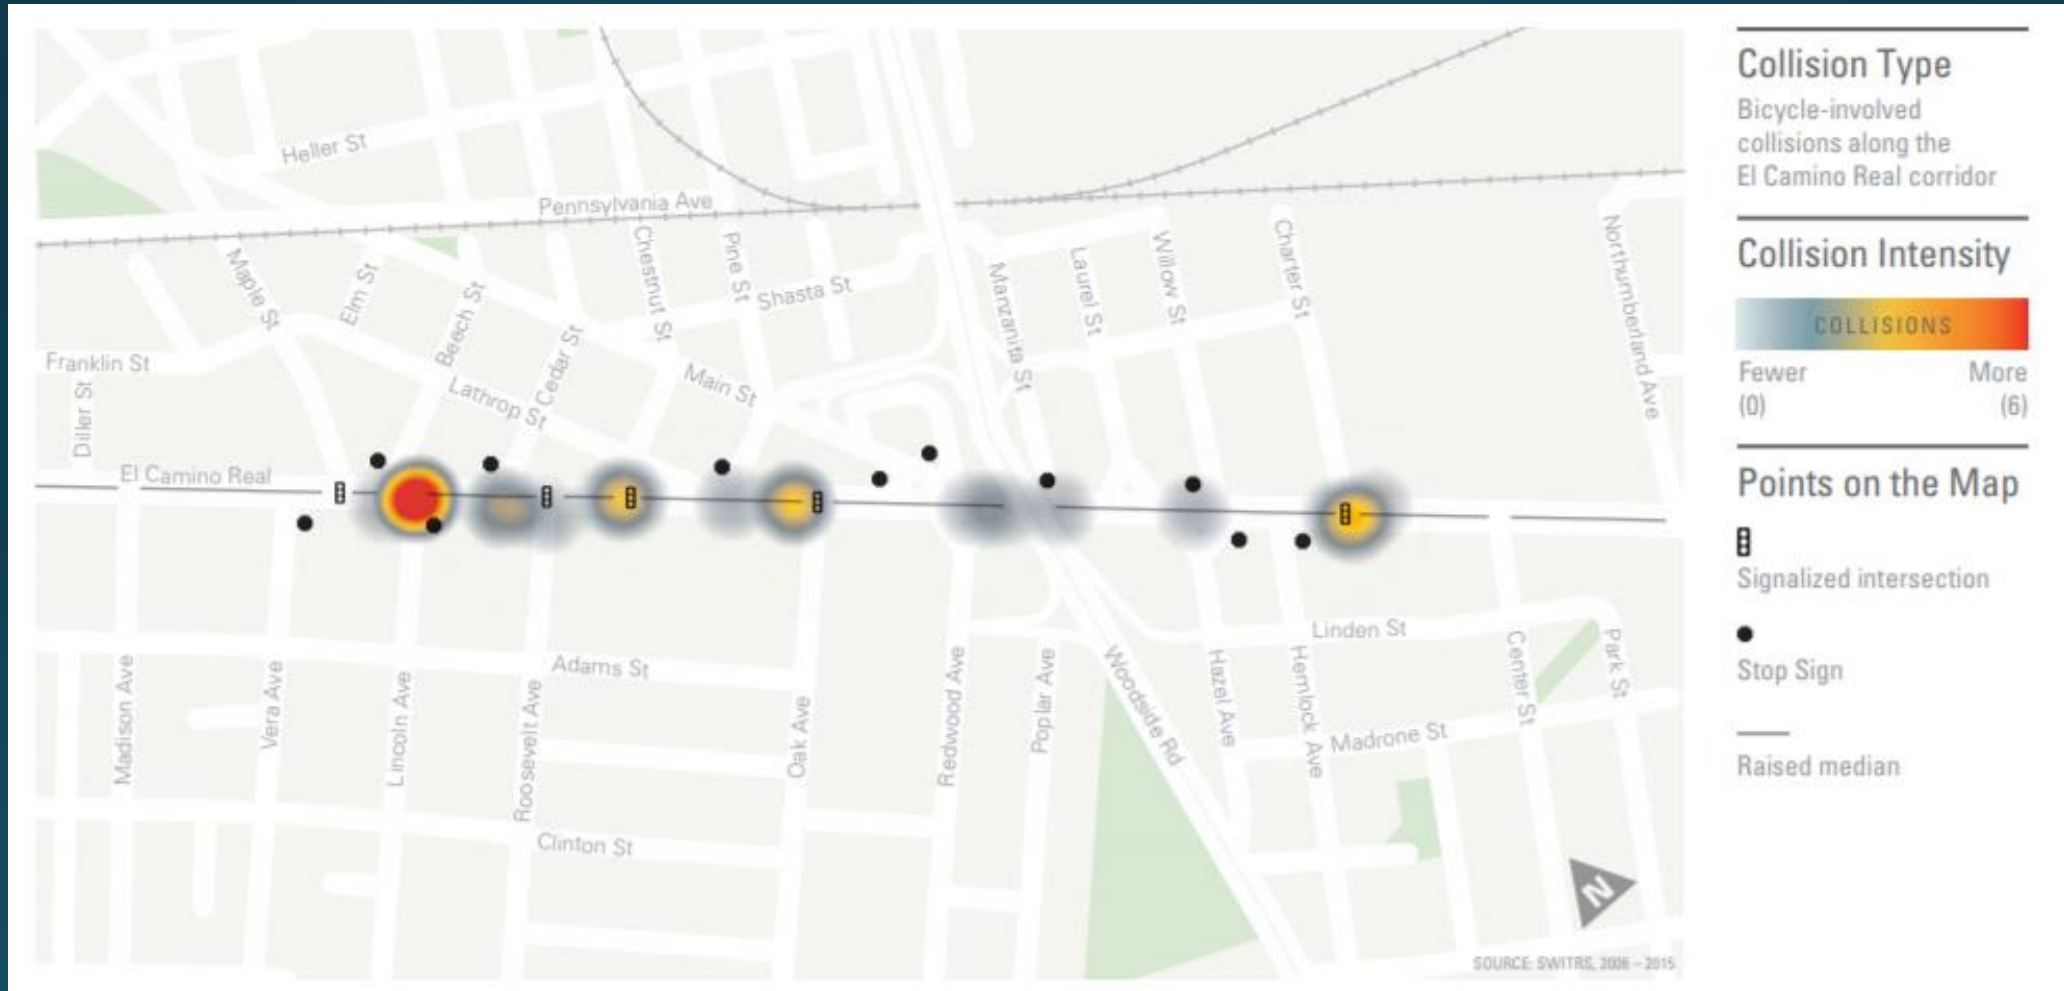 Heller St
Pennsylvania Ave
Maple St
Elm St
Beech St
Cedar St
Chestnut St
Pine St
Shasta St
Manzanita St
Laurel St
Willow St
Charter St
Northumberland Ave
Franklin St
Diller St
Lathrop St
Main St
El Camino Real
Linden St
Adams St
Madison Ave
Vera Ave
Lincoln Ave
Roosevelt Ave
Oak Ave
Redwood Ave
Poplar Ave
Woodside Rd
Hazel Ave
Hemlock Ave
Center St
Park St
Madrone St
Clinton St
N
SOURCE: SWITRS, 2006 – 2015
Collision Type
Bicycle-involved
collisions along the
El Camino Real corridor
Collision Intensity
COLLISIONS
Fewer More
(0) (6)
Points on the Map
Signalized intersection
Stop Sign
Raised median